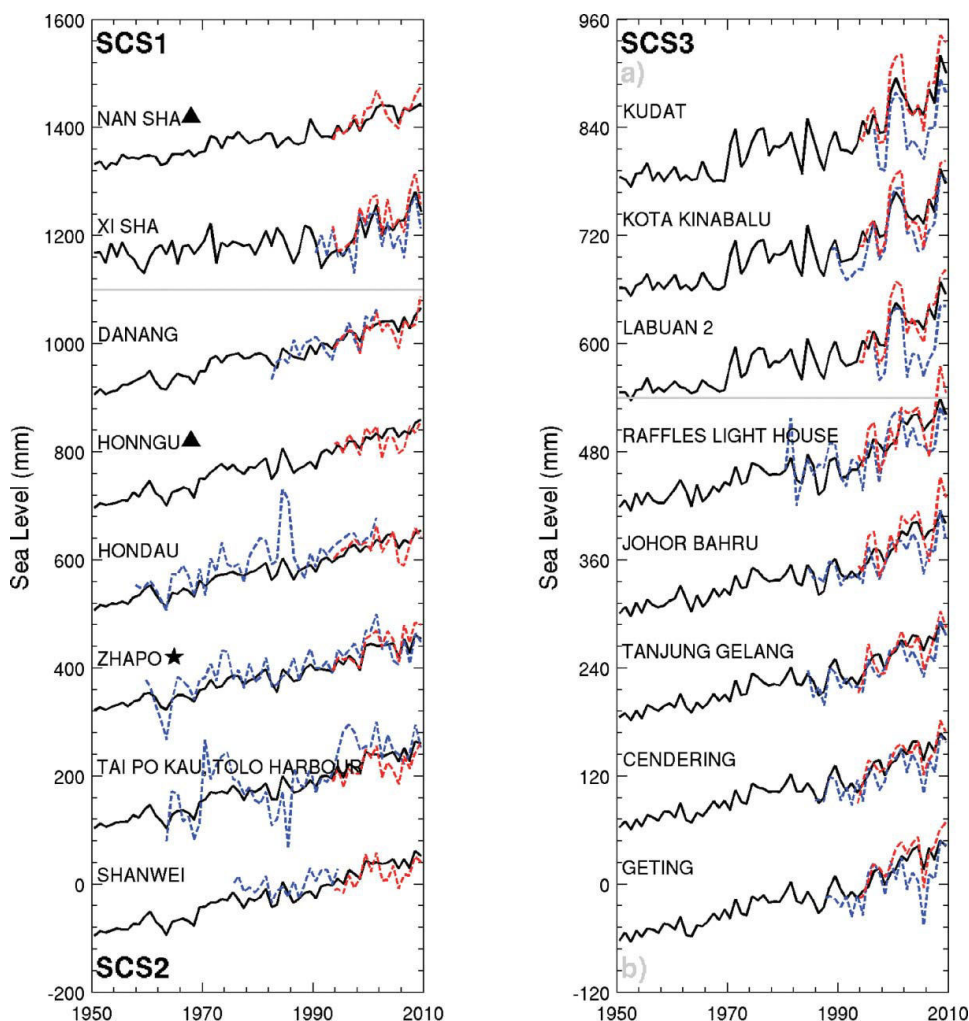 SCS1
1600
NAN SHA▲
1400
XI SHA
1200
DANANG
1000
HONNGU▲
800
HONDAU
600
ZHAPO★
400
TAI PO KAU, TOLO HARBOUR
200
SHANWEI
0
SCS2
-200
1950 1970 1990 2010
Sea Level (mm)
960
SCS3
a)
KUDAT
840
KOTA KINABALU
720
LABUAN 2
600
RAFFLES LIGHT HOUSE
480
JOHOR BAHRU
360
TANJUNG GELANG
240
CENDERING
120
GETING
0
b)
-120
1950 1970 1990 2010
Sea Level (mm)